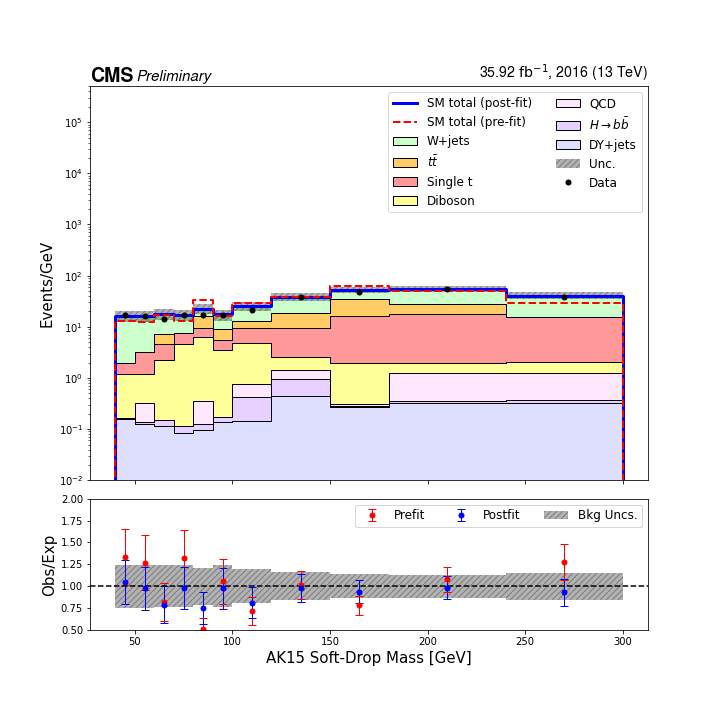 CMS Preliminary
35.92 fb⁻¹, 2016 (13 TeV)
Events/GeV
10⁵
10⁴
10³
10²
10¹
10⁰
10⁻¹
10⁻²
SM total (post-fit)
SM total (pre-fit)
W+jets
tt̄
Single t
Diboson
QCD
H→bb̄
DY+jets
Unc.
Data
Obs/Exp
2.00
1.75
1.50
1.25
1.00
0.75
0.50
Prefit
Postfit
Bkg Uncs.
50
100
150
200
250
300
AK15 Soft-Drop Mass [GeV]